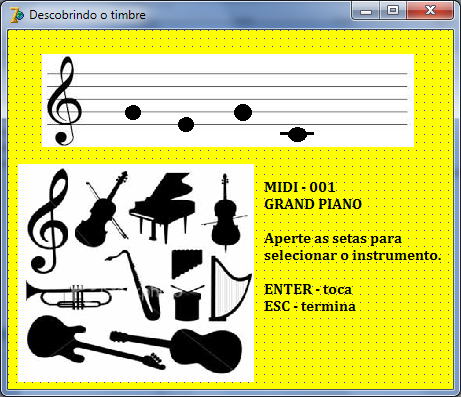 Descobrindo o timbre
MIDI - 001
GRAND PIANO
Aperte as setas para
selecionar o instrumento.
ENTER - toca
ESC - termina